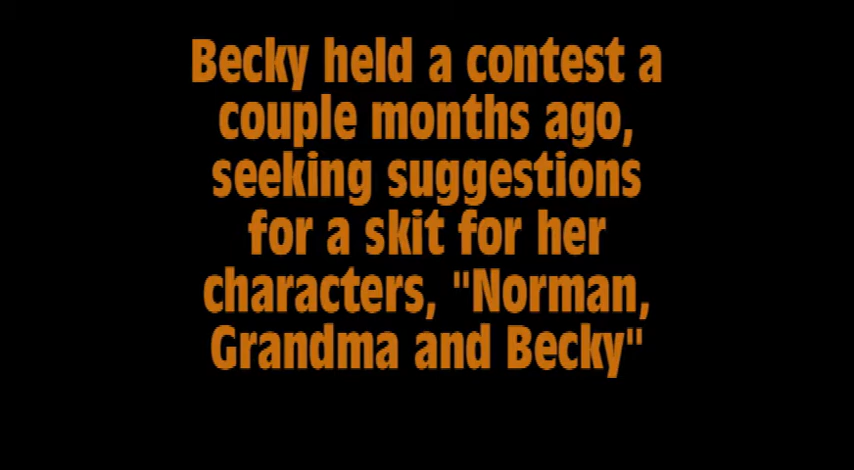 Becky held a contest a
couple months ago,
seeking suggestions
for a skit for her
characters, "Norman,
Grandma and Becky"